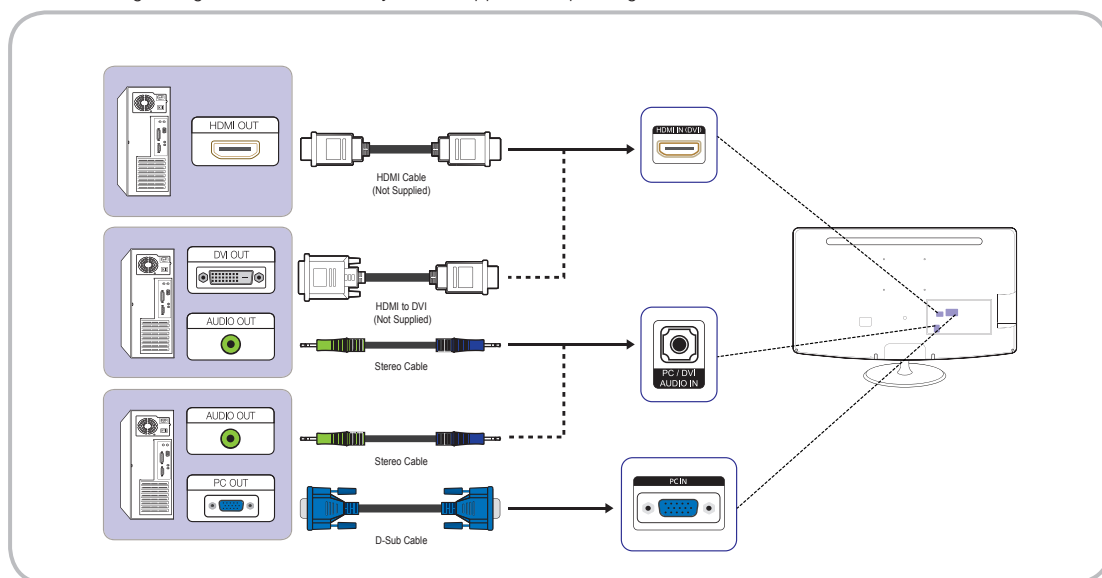 HDMI OUT
HDMI Cable
(Not Supplied)
HDMI IN (DVI)
DVI OUT
HDMI to DVI
(Not Supplied)
AUDIO OUT
Stereo Cable
PC / DVI
AUDIO IN
AUDIO OUT
Stereo Cable
PC OUT
D-Sub Cable
PC IN